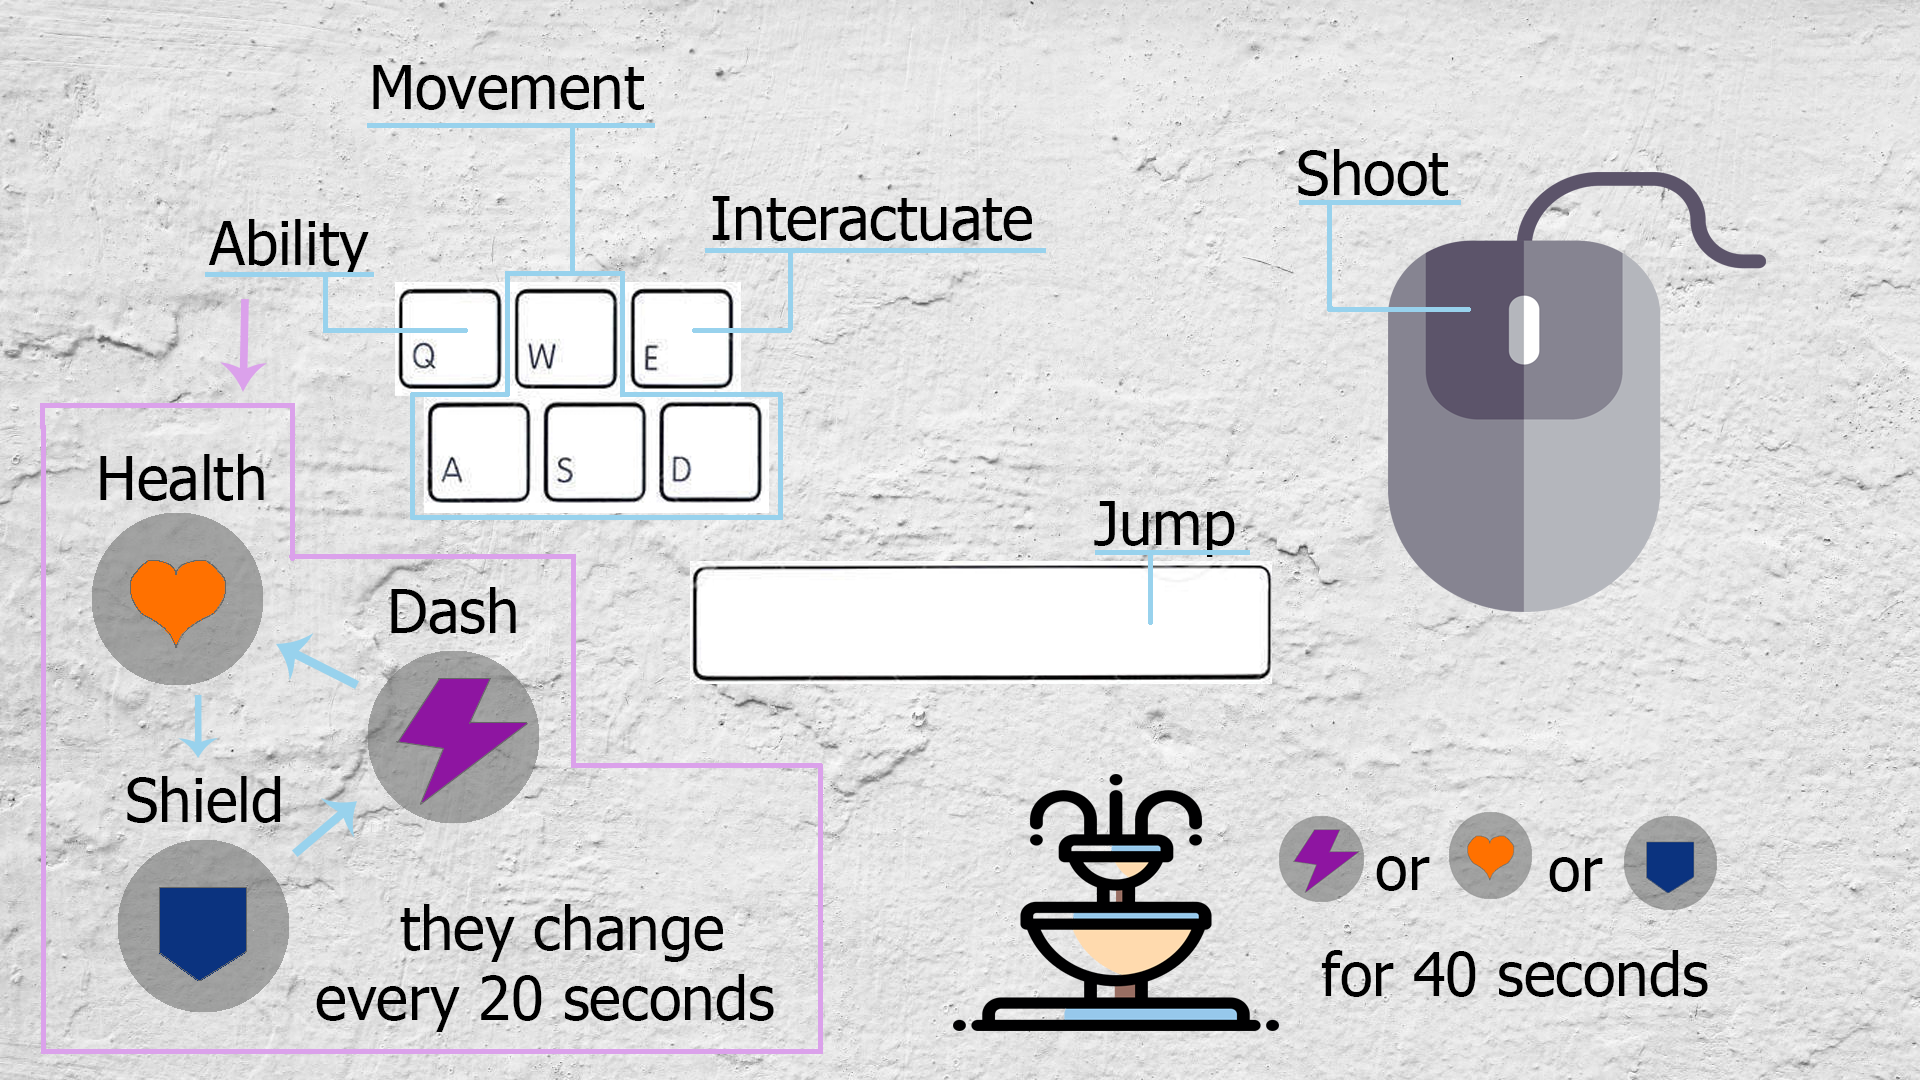 Movement
Shoot
Ability
Interactuate
Q
W
E
A
S
D
Health
Jump
Dash
Shield
they change
every 20 seconds
or
or
for 40 seconds